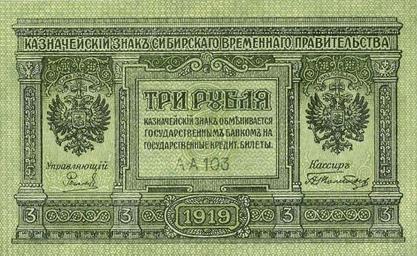 КАЗНАЧЕЙСКІЙ ЗНАКЪ СИБИРСКАГО ВРЕМЕННАГО ПРАВИТЕЛЬСТВА
ТРИ РУБЛЯ
КАЗНАЧЕЙСКІЙ ЗНАКЪ ОБМѢНИВАЕТСЯ
ГОСУДАРСТВЕННЫМЪ БАНКОМЪ НА
ГОСУДАРСТВЕННЫЕ КРЕДИТ. БИЛЕТЫ.
АА 103
Управляющій
Кассиръ
3 3 1919 3 3